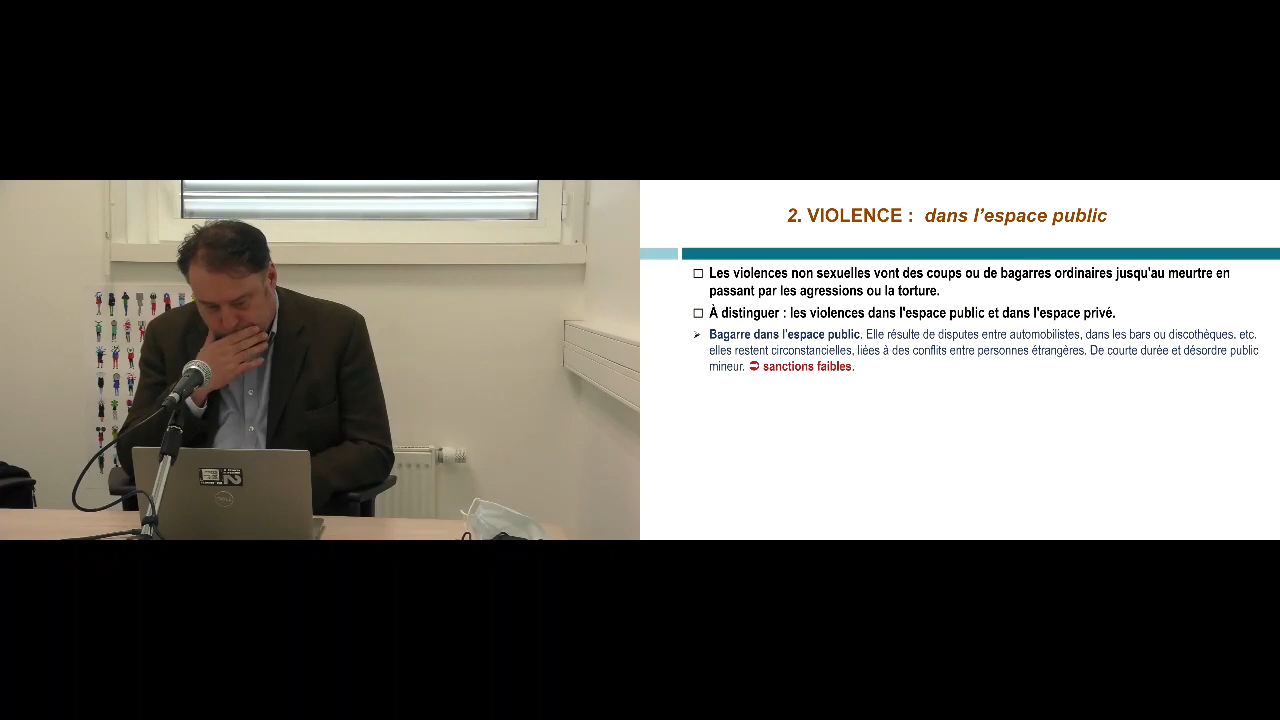 2. VIOLENCE : dans l'espace public
Les violences non sexuelles vont des coups ou de bagarres ordinaires jusqu'au meurtre en
passant par les agressions ou la torture.
À distinguer : les violences dans l'espace public et dans l'espace privé.
Bagarre dans l'espace public. Elle résulte de disputes entre automobilistes, dans les bars ou discothèques. etc.
elles restent circonstancielles, liées à des conflits entre personnes étrangères. De courte durée et désordre public
mineur. ➲ sanctions faibles.
DELL